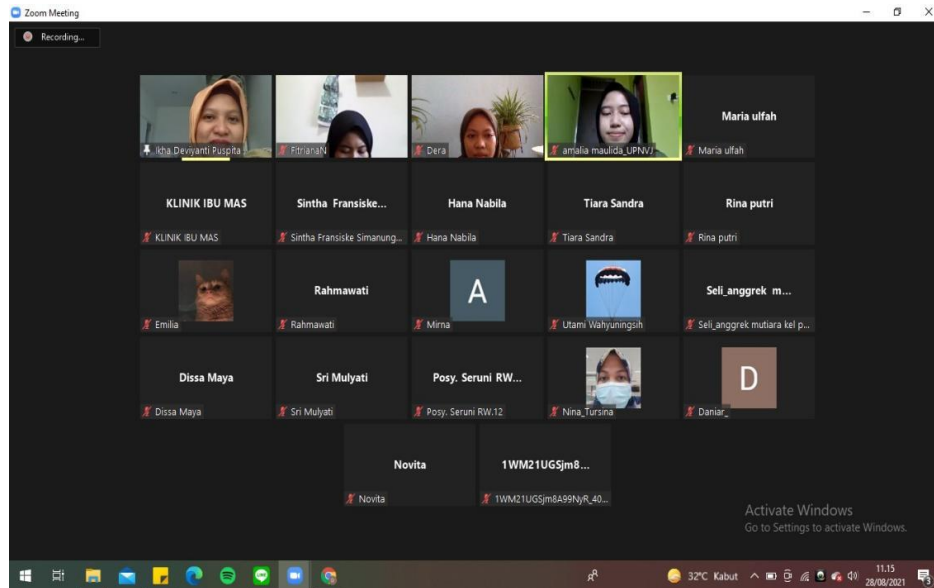 Zoom Meeting
Recording...
Ikha Deviyanti Puspita
FitrianaN
Dera
amalia maulida_UPNVJ
Maria ulfah
Maria ulfah
KLINIK IBU MAS
Sintha Fransiske...
Hana Nabila
Tiara Sandra
Rina putri
KLINIK IBU MAS
Sintha Fransiske Simanung...
Hana Nabila
Tiara Sandra
Rina putri
Rahmawati
A
Seli_anggrek m...
Emilia
Rahmawati
Mirna
Utami Wahyuningsih
Seli_anggrek mutiara kel p...
Dissa Maya
Sri Mulyati
Posy. Seruni RW...
D
Dissa Maya
Sri Mulyati
Posy. Seruni RW.12
Nina_Tursina
Daniar_
Novita
1WM21UGSjm8...
Novita
1WM21UGSjm8A99NyR_40...
Activate Windows
Go to Settings to activate Windows.
32°C Kabut
11.15
28/08/2021
3